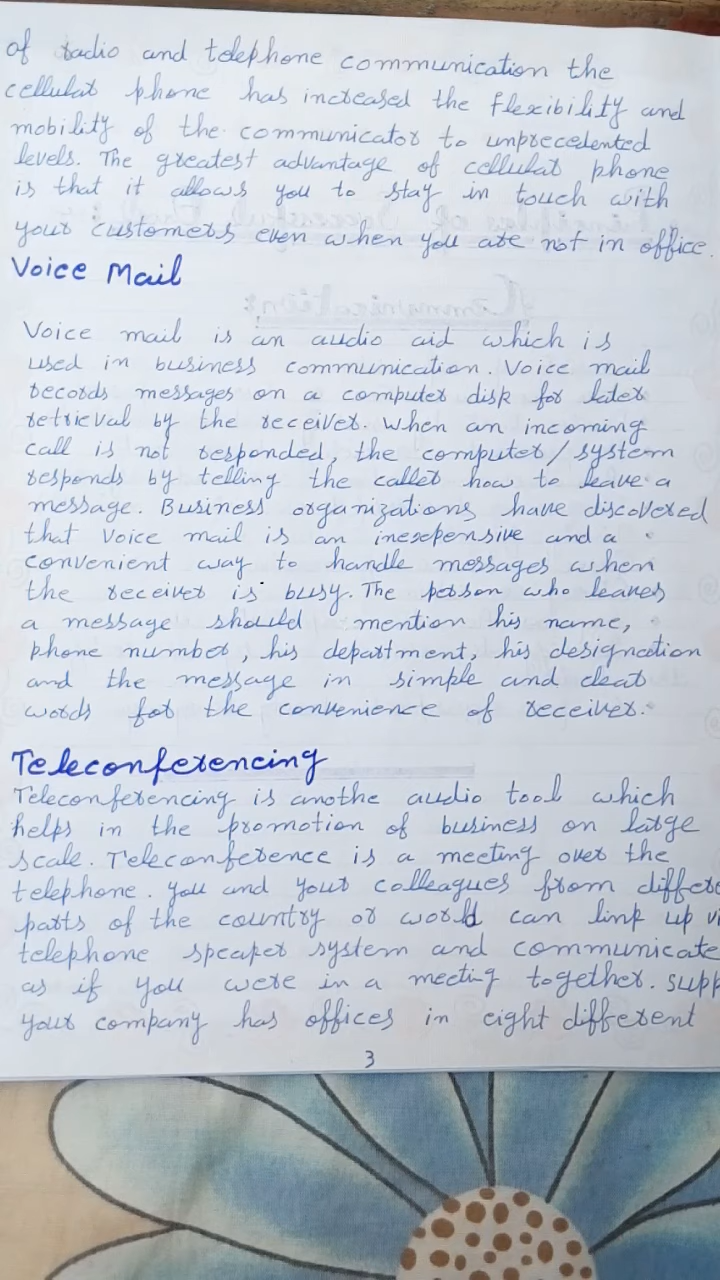 of radio and telephone communication the
cellular phone has increased the flexibility and
mobility of the communicator to unprecedented
levels. The greatest advantage of cellular phone
is that it allows you to stay in touch with
your customers even when you are not in office.
Voice Mail
Voice mail is an audio aid which is
used in business communication. Voice mail
records messages on a computer disk for later
retrieval by the receiver. When an incoming
call is not responded, the computer/system
responds by telling the caller how to leave a
message. Business organizations have discovered
that voice mail is an inexpensive and a
convenient way to handle messages when
the receiver is busy. The person who leaves
a message should mention his name,
phone number, his department, his designation
and the message in simple and clear
words for the convenience of receiver.
Teleconferencing
Teleconferencing is anothe audio tool which
helps in the promotion of business on large
scale. Teleconference is a meeting over the
telephone. you and your colleagues from differe
parts of the country or world can link up vi
telephone speaper system and communicate
as if you were in a meeting together. supp
your company has offices in eight different
3